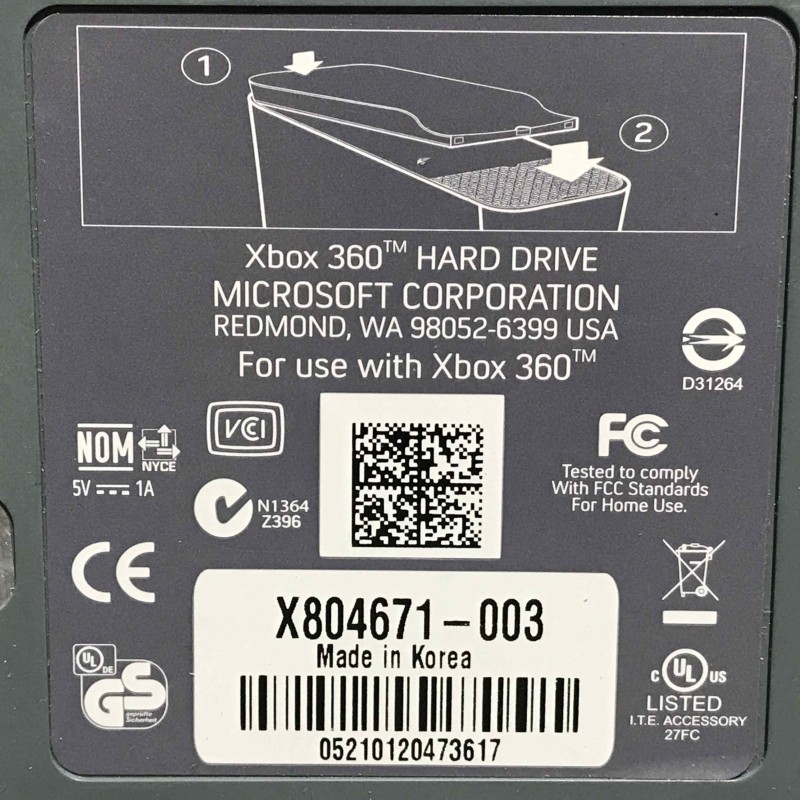 1
2
Xbox 360™ HARD DRIVE
MICROSOFT CORPORATION
REDMOND, WA 98052-6399 USA
For use with Xbox 360™
D31264
NOM
NYCE
5V 1A
VCI
N1364
Z396
FC
Tested to comply
With FCC Standards
For Home Use.
CE
X804671-003
Made in Korea
05210120473617
UL
DE
GS
geprüfte
Sicherheit
c UL US
LISTED
I.T.E. ACCESSORY
27FC